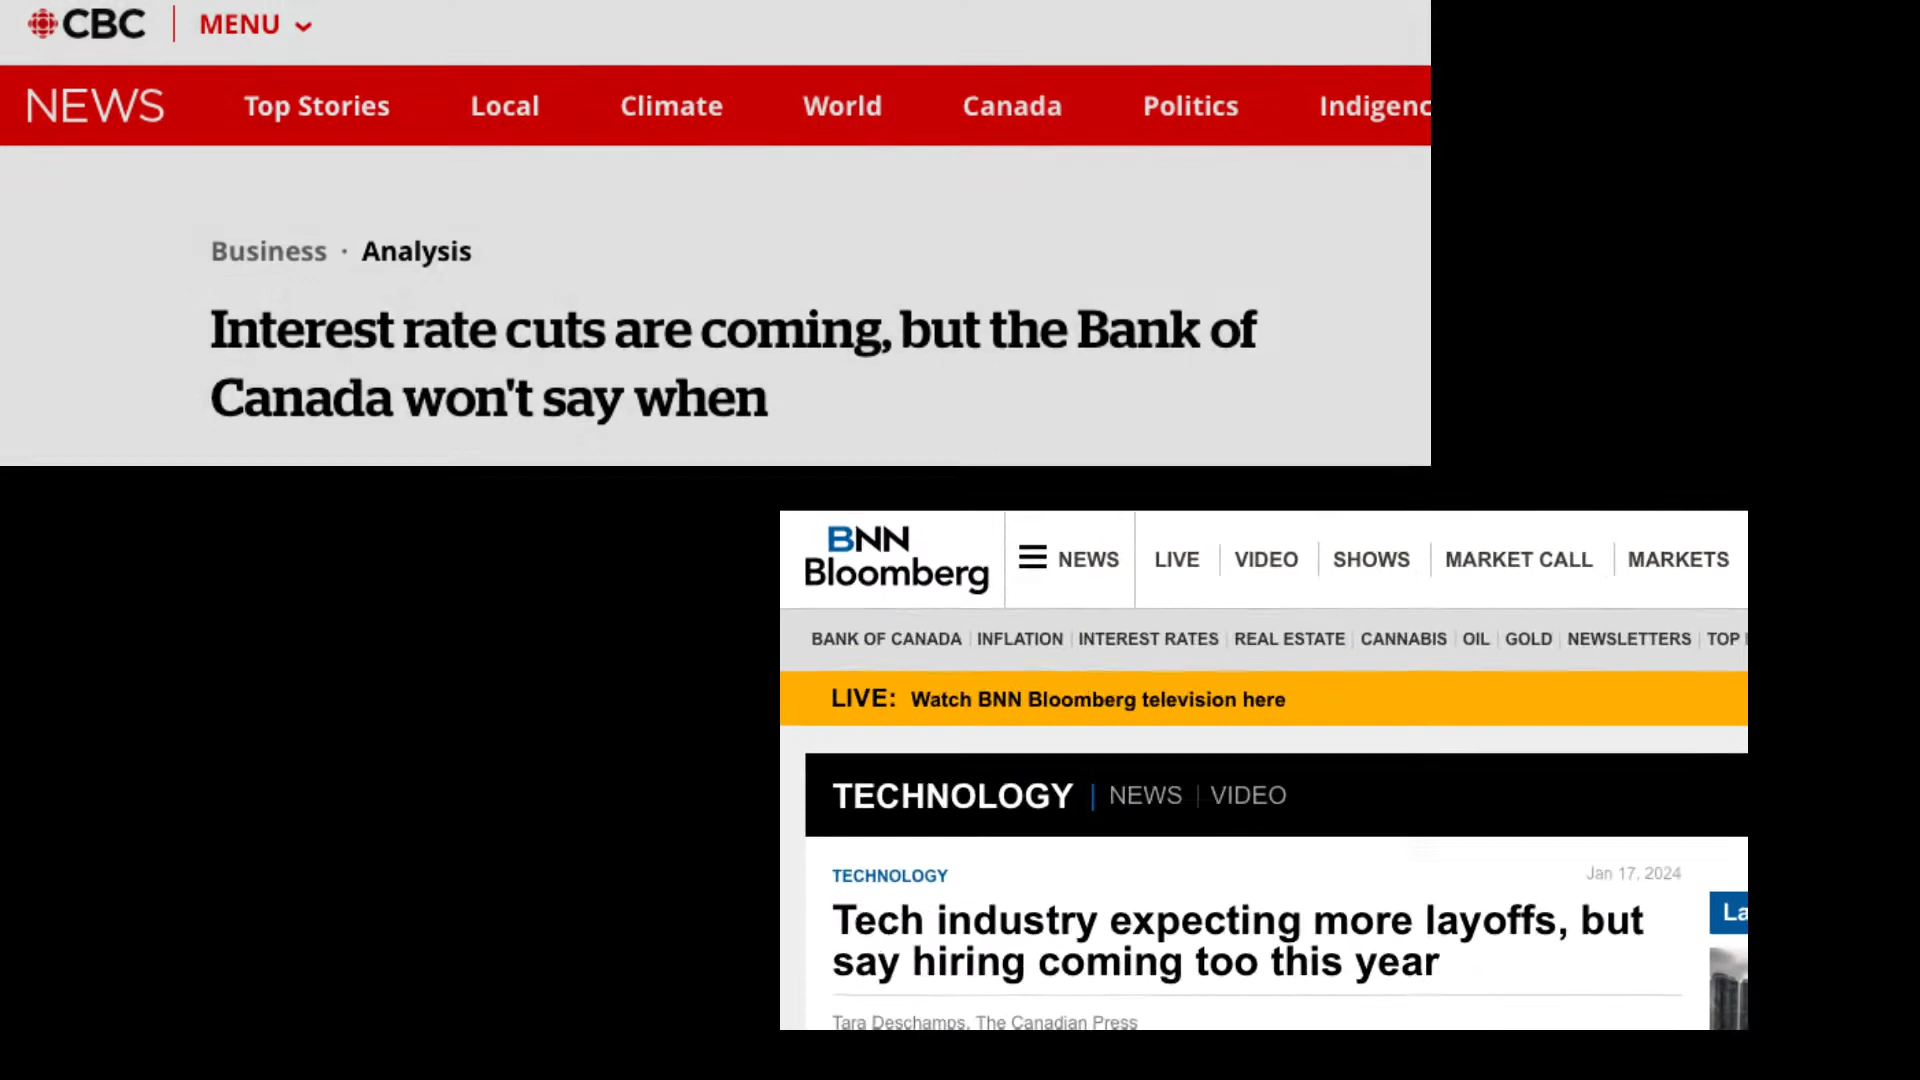 CBC MENU
NEWS Top Stories Local Climate World Canada Politics
Business · Analysis
Interest rate cuts are coming, but the Bank of
Canada won't say when
BNN
Bloomberg
NEWS LIVE VIDEO SHOWS MARKET CALL MARKETS
BANK OF CANADA INFLATION INTEREST RATES REAL ESTATE CANNABIS OIL GOLD NEWSLETTERS TOP
LIVE: Watch BNN Bloomberg television here
TECHNOLOGY NEWS VIDEO
TECHNOLOGY Jan 17, 2024
Tech industry expecting more layoffs, but
say hiring coming too this year
Tara Deschamps, The Canadian Press